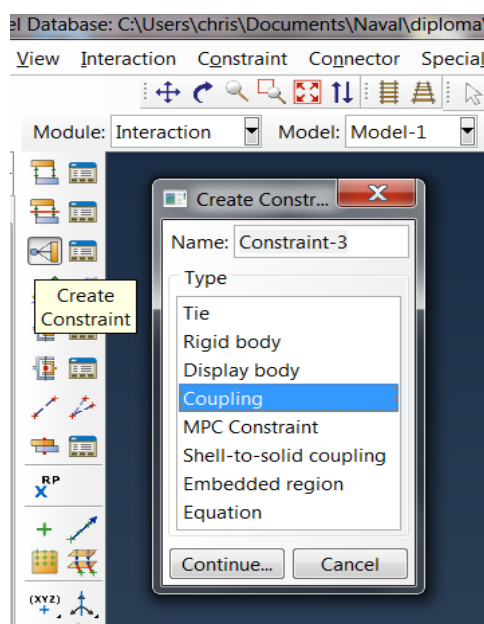 el Database: C:\Users\chris\Documents\Naval\diploma\
View Interaction Constraint Connector Special
Module: Interaction Model: Model-1
Create Constr...
X
Name: Constraint-3
Type
Create
Constraint
Tie
Rigid body
Display body
Coupling
MPC Constraint
Shell-to-solid coupling
Embedded region
Equation
RP
(XYZ)
Continue... Cancel